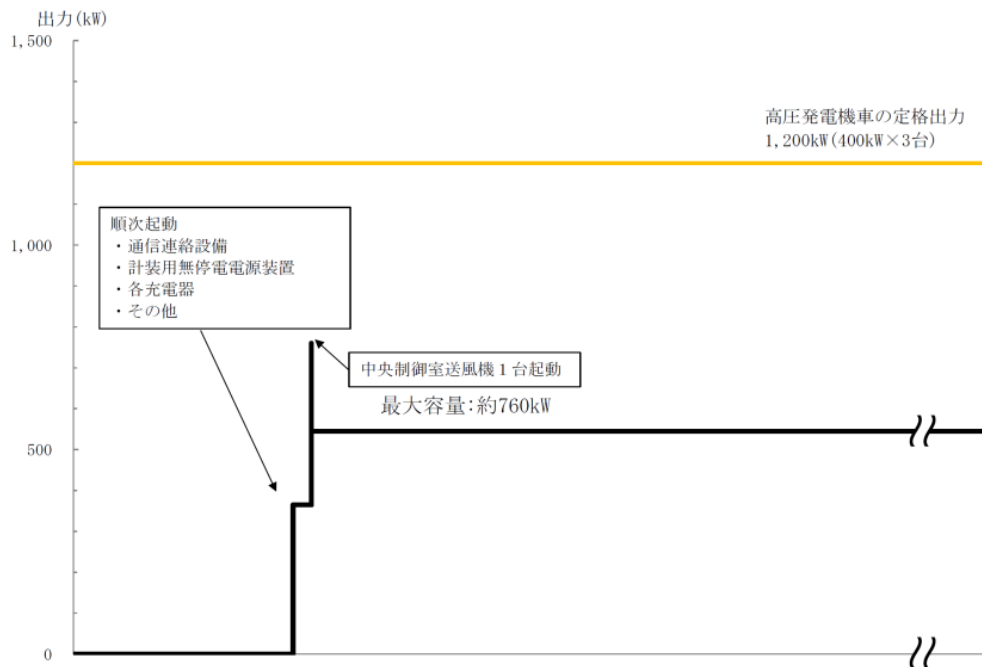 出力(kW)
1,500
高圧発電機車の定格出力
1,200kW(400kW×3台)
順次起動
・通信連絡設備
・計装用無停電電源装置
・各充電器
・その他
1,000
中央制御室送風機1台起動
最大容量:約760kW
500
0